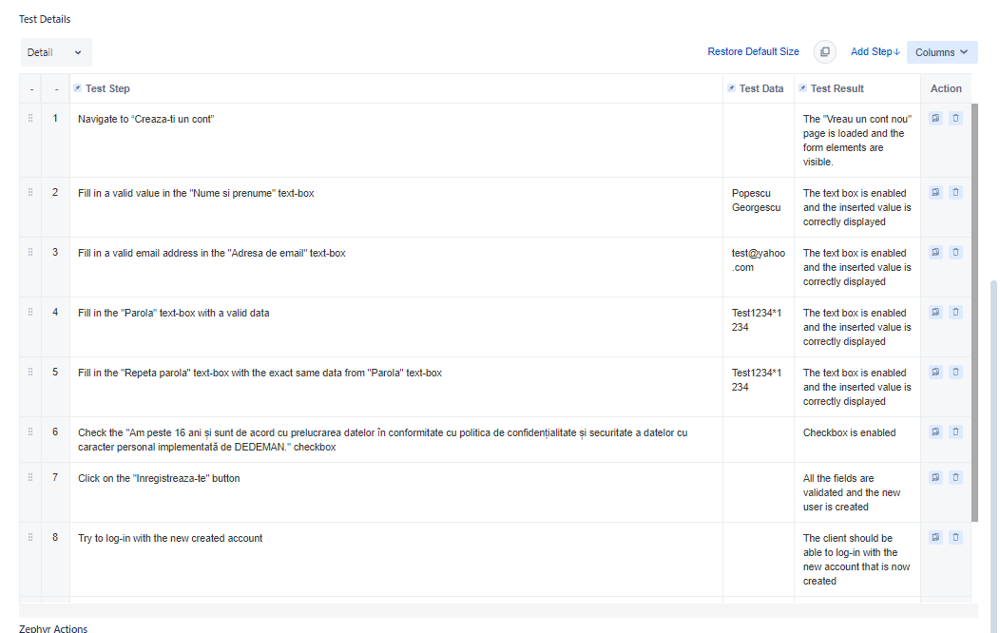 Test Details
Detail
Restore Default Size
Add Step↓
Columns
- - Test Step Test Data Test Result Action
1 Navigate to “Creaza-ti un cont” The "Vreau un cont nou"
page is loaded and the
form elements are
visible.
2 Fill in a valid value in the "Nume si prenume" text-box Popescu The text box is enabled
Georgescu and the inserted value is
correctly displayed
3 Fill in a valid email address in the "Adresa de email" text-box test@yahoo The text box is enabled
.com and the inserted value is
correctly displayed
4 Fill in the "Parola" text-box with a valid data Test1234*1 The text box is enabled
234 and the inserted value is
correctly displayed
5 Fill in the "Repeta parola" text-box with the exact same data from "Parola" text-box Test1234*1 The text box is enabled
234 and the inserted value is
correctly displayed
6 Check the "Am peste 16 ani și sunt de acord cu prelucrarea datelor în conformitate cu politica de confidențialitate și securitate a datelor cu Checkbox is enabled
caracter personal implementată de DEDEMAN." checkbox
7 Click on the "Inregistreaza-te" button All the fields are
validated and the new
user is created
8 Try to log-in with the new created account The client should be
able to log-in with the
new account that is now
created
Zephyr Actions